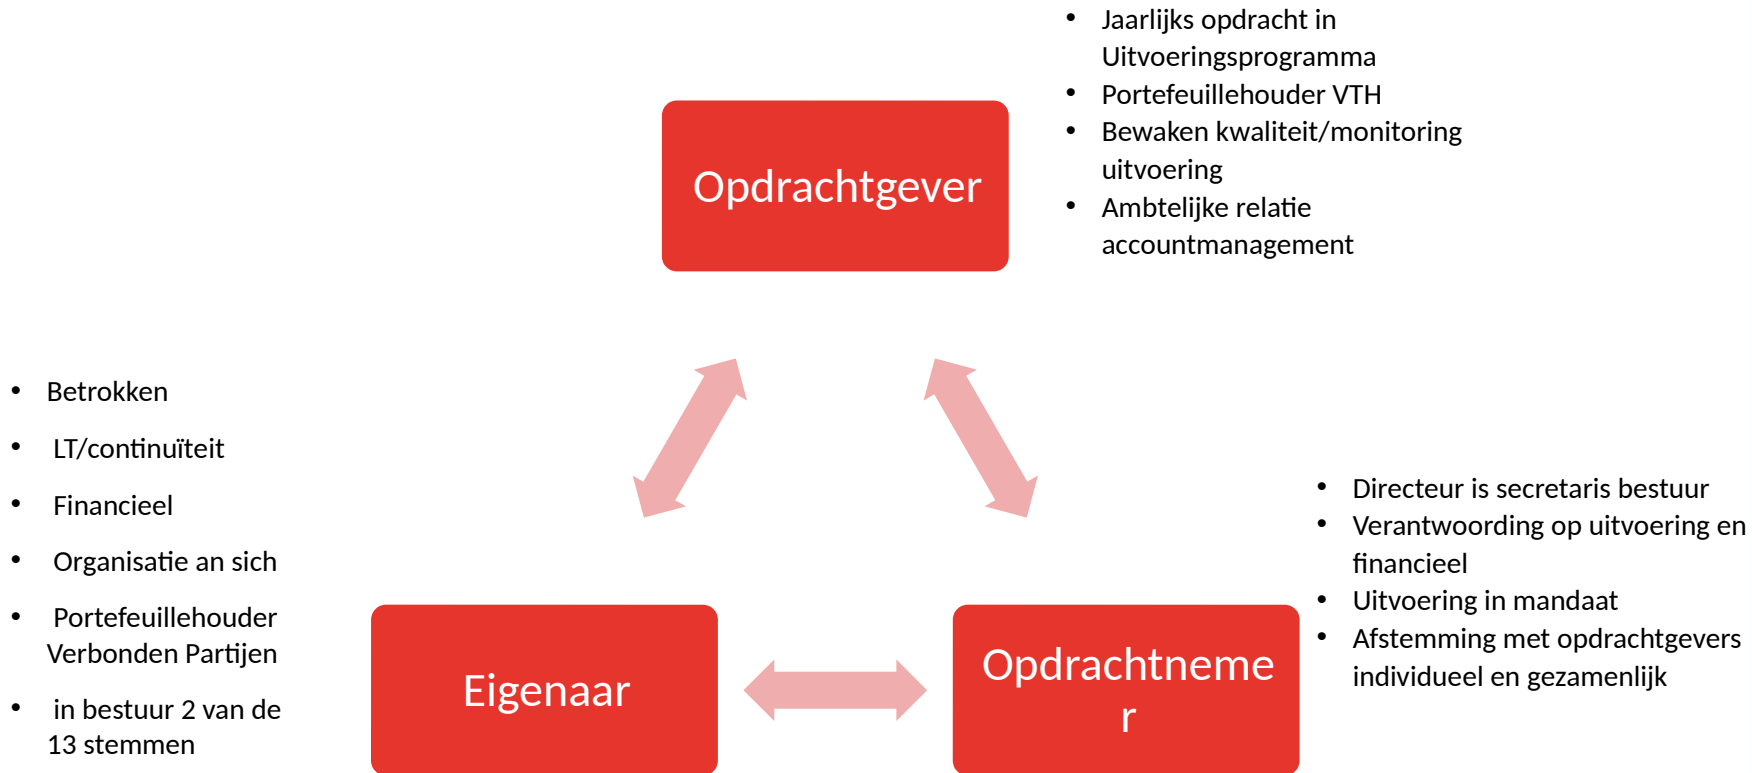 • Jaarlijks opdracht in
Uitvoeringsprogramma
• Portefeuillehouder VTH
• Bewaken kwaliteit/monitoring
uitvoering
• Ambtelijke relatie
accountmanagement
Opdrachtgever
• Betrokken
• LT/continuïteit
• Financieel
• Organisatie an sich
• Portefeuillehouder
Verbonden Partijen
• in bestuur 2 van de
13 stemmen
Eigenaar
Opdrachtneme
r
• Directeur is secretaris bestuur
• Verantwoording op uitvoering en
financieel
• Uitvoering in mandaat
• Afstemming met opdrachtgevers
individueel en gezamenlijk